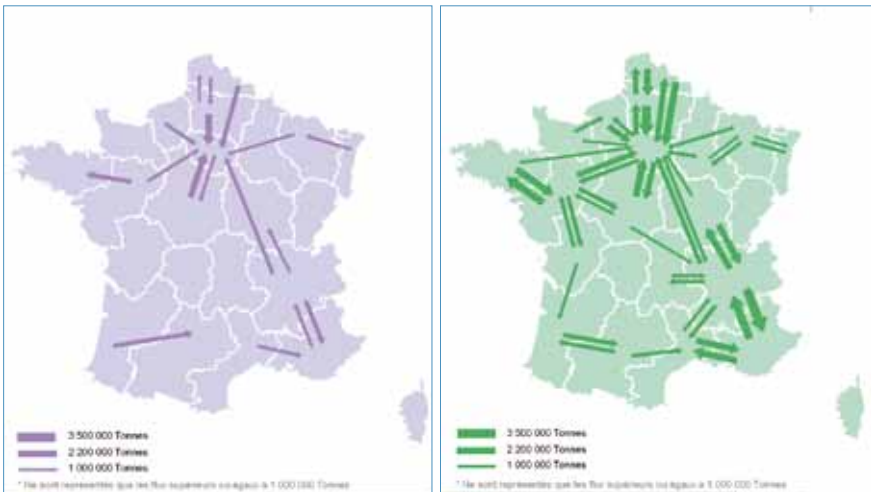 3 500 000 Tonnes
2 200 000 Tonnes
1 000 000 Tonnes
* Ne sont représentés que les flux supérieurs ou égaux à 1 000 000 Tonnes
3 500 000 Tonnes
2 200 000 Tonnes
1 000 000 Tonnes
* Ne sont représentés que les flux supérieurs ou égaux à 1 000 000 Tonnes